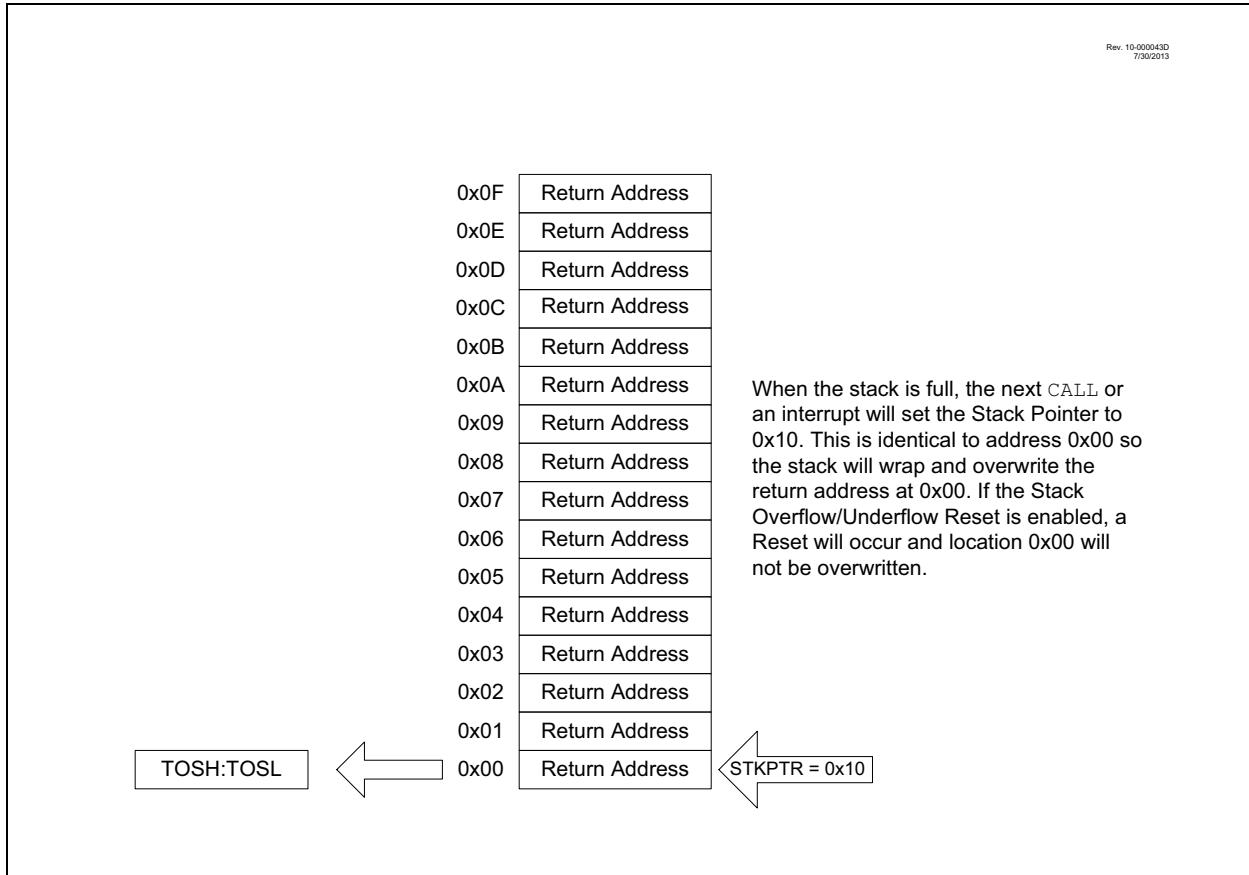 Rev. 10-000043D
7/30/2013
0x0F Return Address
0x0E Return Address
0x0D Return Address
0x0C Return Address
0x0B Return Address
0x0A Return Address
0x09 Return Address
0x08 Return Address
0x07 Return Address
0x06 Return Address
0x05 Return Address
0x04 Return Address
0x03 Return Address
0x02 Return Address
0x01 Return Address
TOSH:TOSL 0x00 Return Address STKPTR = 0x10
When the stack is full, the next CALL or
an interrupt will set the Stack Pointer to
0x10. This is identical to address 0x00 so
the stack will wrap and overwrite the
return address at 0x00. If the Stack
Overflow/Underflow Reset is enabled, a
Reset will occur and location 0x00 will
not be overwritten.